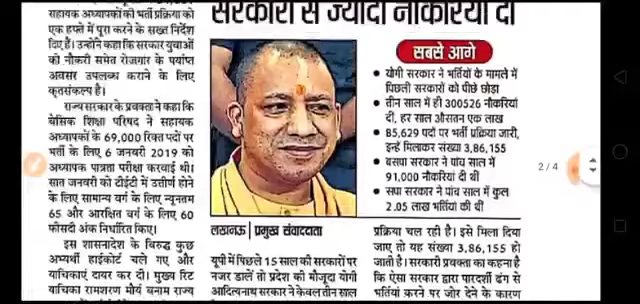 सहायक अध्यापकों की भर्ती प्रक्रिया को
एक हफ्ते में पूरा करने के सख्त निर्देश
दिए हैं। उन्होंने कहा कि सरकार युवाओं
को नौकरी समेत रोजगार के पर्याप्त
अवसर उपलब्ध कराने के लिए
कृतसंकल्प है।
राज्य सरकार के प्रवक्ता ने कहा कि
बेसिक शिक्षा परिषद ने सहायक
अध्यापकों के 69,000 रिक्त पदों पर
भर्ती के लिए 6 जनवरी 2019 को
अध्यापक पात्रता परीक्षा करवाई थी।
सात जनवरी को टीईटी में उत्तीर्ण होने
के लिए सामान्य वर्ग के लिए न्यूनतम
65 और आरक्षित वर्ग के लिए 60
फीसदी अंक निर्धारित किए।
इस शासनादेश के विरुद्ध कुछ
अभ्यर्थी हाईकोर्ट चले गए और
याचिकाएं दायर कर दी। मुख्य रिट
याचिका रामशरण मौर्य बनाम राज्य
सरकारों से ज्यादा नौकरियां दीं
सबसे आगे
• योगी सरकार ने भर्तियों के मामले में
पिछली सरकारों को पीछे छोड़ा
• तीन साल में ही 300526 नौकरियां
दी, हर साल औसतन एक लाख
• 85,629 पदों पर भर्ती प्रक्रिया जारी,
इन्हें मिलाकर संख्या 3,86,155
• बसपा सरकार ने पांच साल में
91,000 नौकरियां दी थीं
• सपा सरकार ने पांच साल में कुल
2.05 लाख भर्तियां की थीं
लखनऊ | प्रमुख संवाददाता
यूपी में पिछले 15 साल की सरकारों पर
नजर डालें तो प्रदेश की मौजूदा योगी
आदित्यनाथ सरकार ने केवल तीन साल
प्रक्रिया चल रही है। इसे मिला दिया
जाए तो यह संख्या 3,86,155 हो
जाती है। सरकारी प्रवक्ता का कहना है
कि ऐसा सरकार द्वारा पारदर्शी ढंग से
भर्तियां करने पर जोर देने के कारण
2 / 4